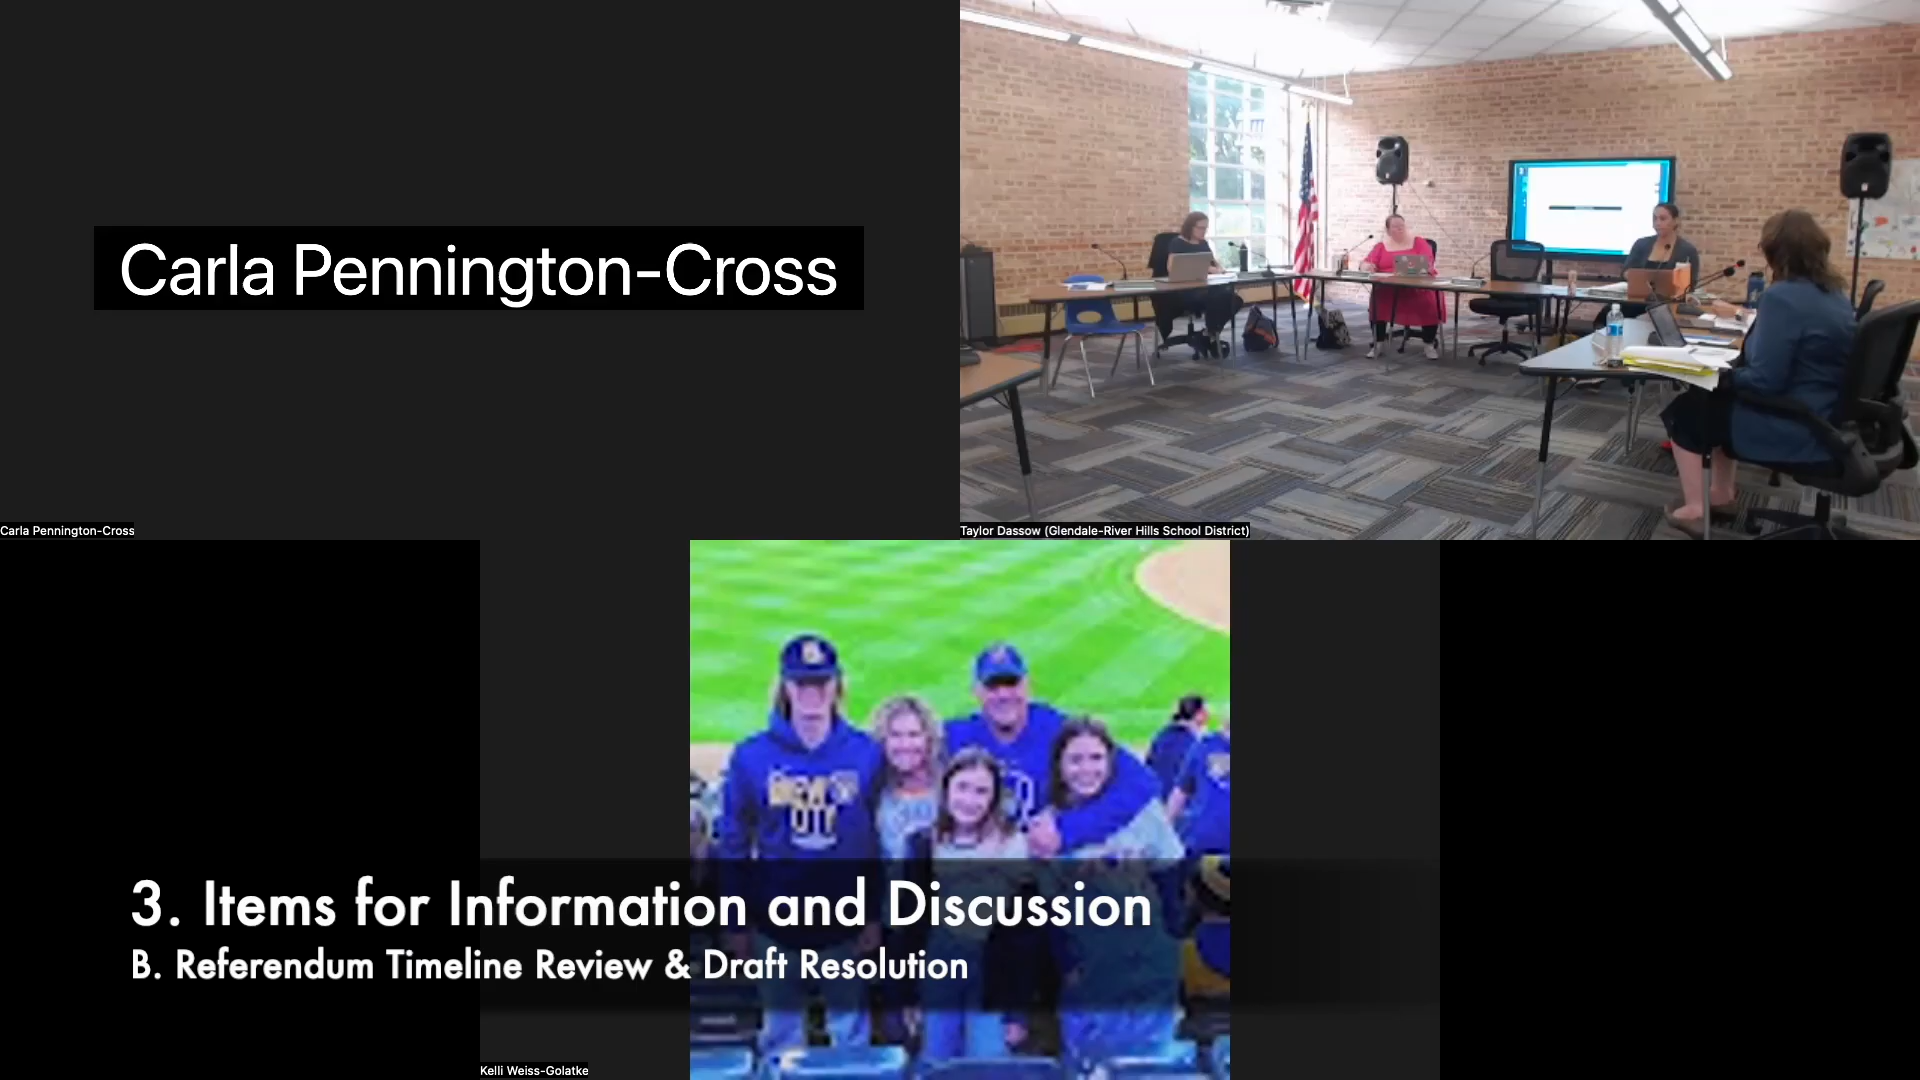 Carla Pennington-Cross
Carla Pennington-Cross
Taylor Dassow (Glendale-River Hills School District)
3. Items for Information and Discussion
B. Referendum Timeline Review & Draft Resolution
Kelli Weiss-Golatke